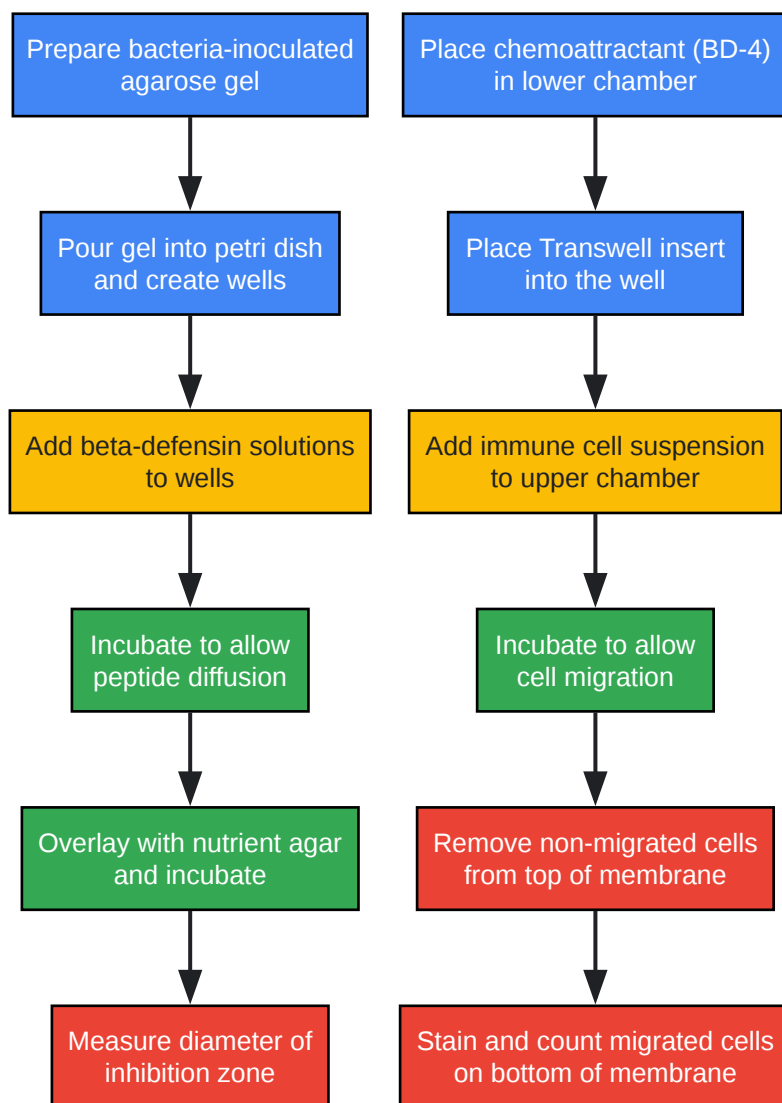 Prepare bacteria-inoculated
agarose gel
Pour gel into petri dish
and create wells
Add beta-defensin solutions
to wells
Incubate to allow
peptide diffusion
Overlay with nutrient agar
and incubate
Measure diameter of
inhibition zone
Place chemoattractant (BD-4)
in lower chamber
Place Transwell insert
into the well
Add immune cell suspension
to upper chamber
Incubate to allow
cell migration
Remove non-migrated cells
from top of membrane
Stain and count migrated cells
on bottom of membrane